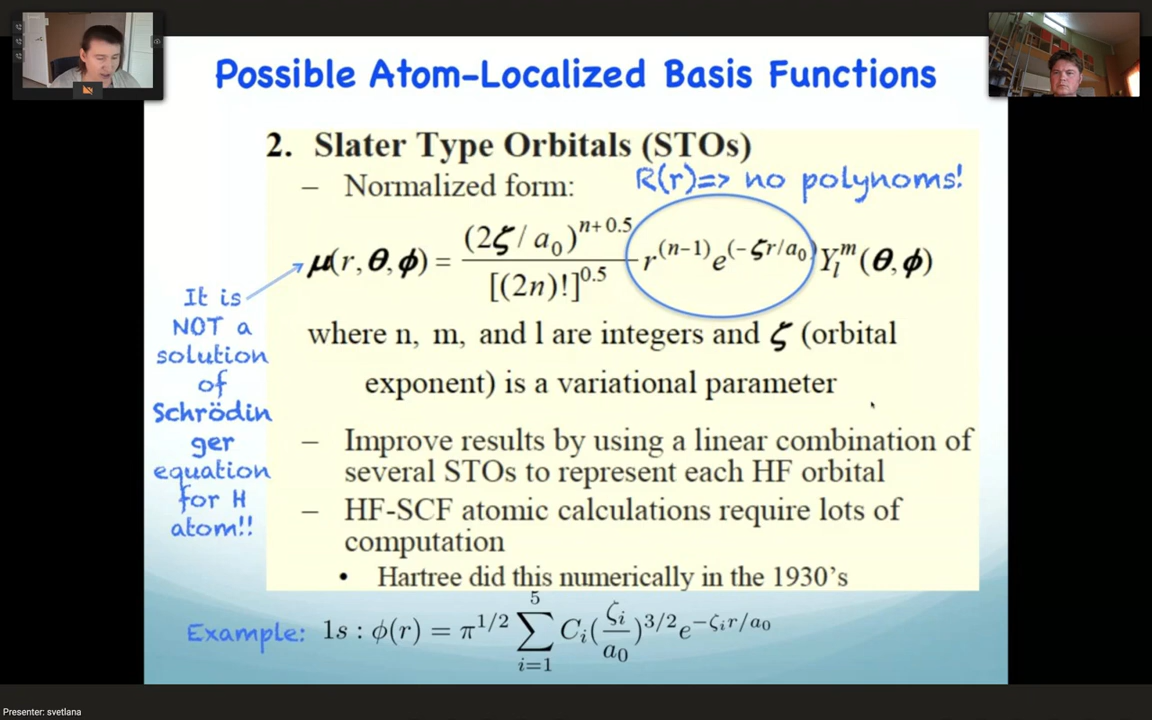 Possible Atom-Localized Basis Functions
2. Slater Type Orbitals (STOs)
– Normalized form:
R(r)=> no polynoms!
μ(r, θ, ϕ) = (2ζ / a₀)^{n+0.5} / [(2n)!]^{0.5} r^{(n−1)} e^{(−ζr/a₀)} Y_l^m (θ, ϕ)
It is
NOT a
solution
of
Schrödin
ger
equation
for H
atom!!
where n, m, and l are integers and ζ (orbital
exponent) is a variational parameter
– Improve results by using a linear combination of
several STOs to represent each HF orbital
– HF-SCF atomic calculations require lots of
computation
• Hartree did this numerically in the 1930's
Example: 1s : ϕ(r) = π^{1/2} ∑_{i=1}^{5} C_i(ζ_i/a₀)^{3/2} e^{−ζ_i r/a₀}
Presenter: svetlana